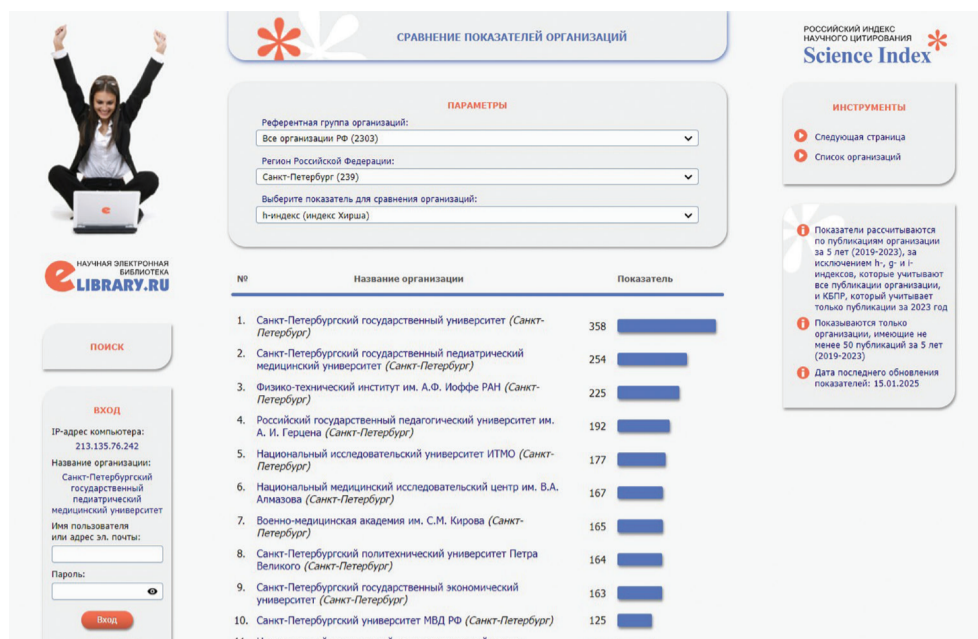 СРАВНЕНИЕ ПОКАЗАТЕЛЕЙ ОРГАНИЗАЦИЙ
РОССИЙСКИЙ ИНДЕКС
НАУЧНОГО ЦИТИРОВАНИЯ
Science Index
ПАРАМЕТРЫ
Референтная группа организаций:
Все организации РФ (2303)
Регион Российской Федерации:
Санкт-Петербург (239)
Выберите показатель для сравнения организаций:
h-индекс (индекс Хирша)
ИНСТРУМЕНТЫ
Следующая страница
Список организаций
Показатели рассчитываются
по публикациям организации
за 5 лет (2019-2023), за
исключением h-, g- и i-
индексов, которые учитывают
все публикации организации,
и КБПР, который учитывает
только публикации за 2023 год
Показываются только
организации, имеющие не
менее 50 публикаций за 5 лет
(2019-2023)
Дата последнего обновления
показателей: 15.01.2025
НАУЧНАЯ ЭЛЕКТРОННАЯ
БИБЛИОТЕКА
eLIBRARY.RU
ПОИСК
ВХОД
IP-адрес компьютера:
213.135.76.242
Название организации:
Санкт-Петербургский
государственный
педиатрический
медицинский университет
Имя пользователя
или адрес эл. почты:
Пароль:
Вход
№ Название организации Показатель
1. Санкт-Петербургский государственный университет (Санкт-
Петербург) 358
2. Санкт-Петербургский государственный педиатрический
медицинский университет (Санкт-Петербург) 254
3. Физико-технический институт им. А.Ф. Иоффе РАН (Санкт-
Петербург) 225
4. Российский государственный педагогический университет им.
А. И. Герцена (Санкт-Петербург) 192
5. Национальный исследовательский университет ИТМО (Санкт-
Петербург) 177
6. Национальный медицинский исследовательский центр им. В.А.
Алмазова (Санкт-Петербург) 167
7. Военно-медицинская академия им. С.М. Кирова (Санкт-
Петербург) 165
8. Санкт-Петербургский политехнический университет Петра
Великого (Санкт-Петербург) 164
9. Санкт-Петербургский государственный экономический
университет (Санкт-Петербург) 163
10. Санкт-Петербургский университет МВД РФ (Санкт-Петербург) 125